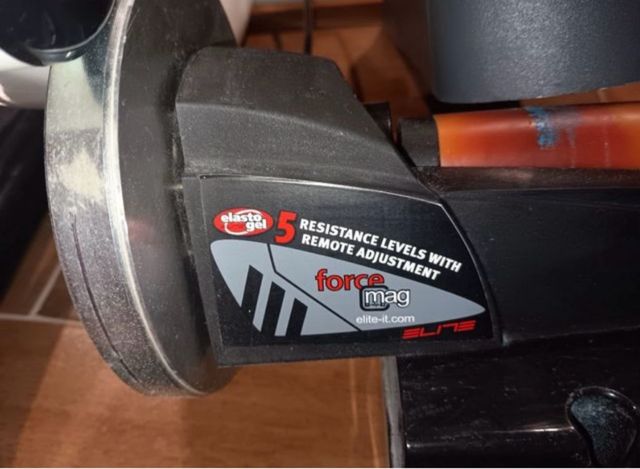 elasto
gel
5 RESISTANCE LEVELS WITH
REMOTE ADJUSTMENT
force
mag
elite-it.com
ELITE